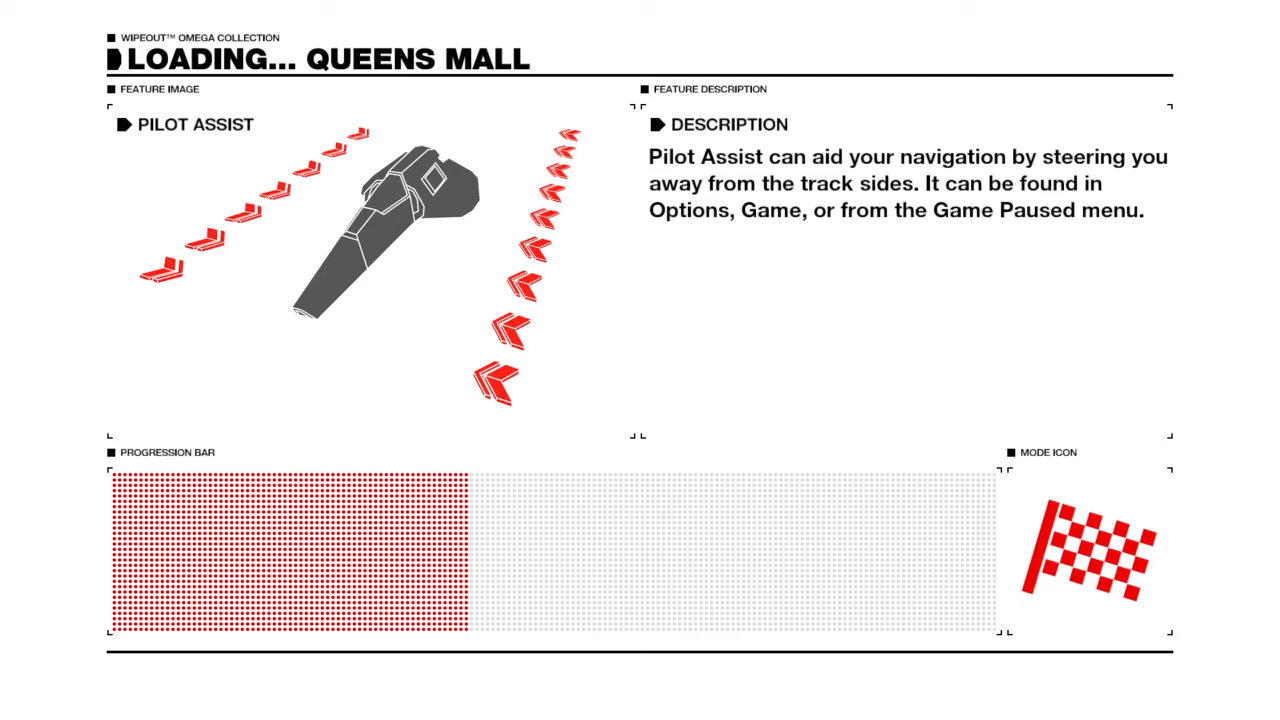 WIPEOUT™ OMEGA COLLECTION
LOADING... QUEENS MALL
FEATURE IMAGE
PILOT ASSIST
FEATURE DESCRIPTION
DESCRIPTION
Pilot Assist can aid your navigation by steering you
away from the track sides. It can be found in
Options, Game, or from the Game Paused menu.
PROGRESSION BAR
MODE ICON